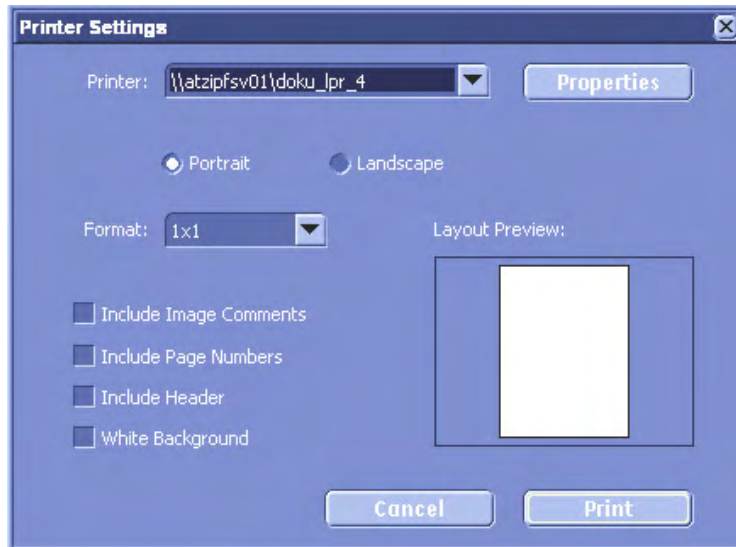 Printer Settings
Printer: \\atzipfsv01\doku_lpr_4 Properties
Portrait Landscape
Format: 1x1 Layout Preview:
Include Image Comments
Include Page Numbers
Include Header
White Background
Cancel Print